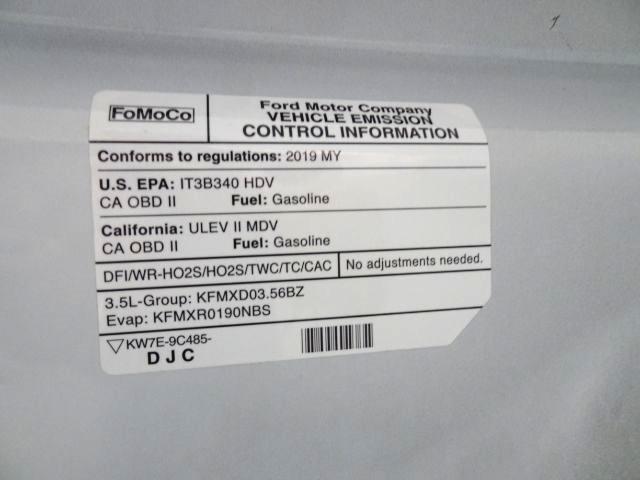 FoMoCo
Ford Motor Company
VEHICLE EMISSION
CONTROL INFORMATION
Conforms to regulations: 2019 MY
U.S. EPA: IT3B340 HDV
CA OBD II Fuel: Gasoline
California: ULEV II MDV
CA OBD II Fuel: Gasoline
DFI/WR-HO2S/HO2S/TWC/TC/CAC No adjustments needed.
3.5L-Group: KFMXD03.56BZ
Evap: KFMXR0190NBS
KW7E-9C485-
DJC